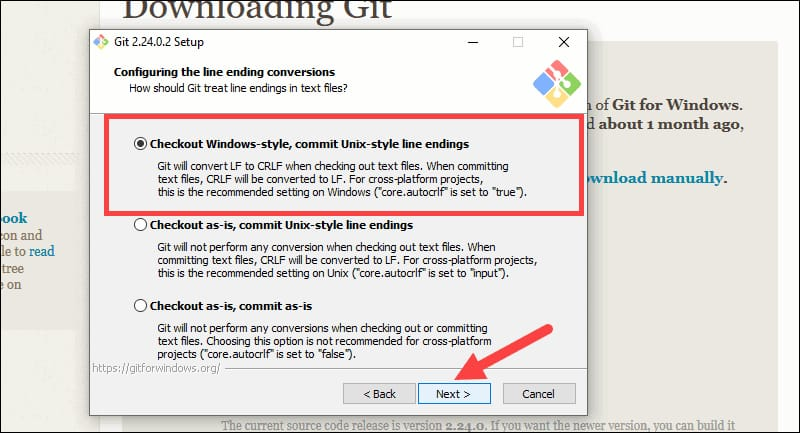 Downloading Git
Git 2.24.0.2 Setup
Configuring the line ending conversions
How should Git treat line endings in text files?
n of Git for Windows.
d about 1 month ago,
ownload manually.
Checkout Windows-style, commit Unix-style line endings
Git will convert LF to CRLF when checking out text files. When committing
text files, CRLF will be converted to LF. For cross-platform projects,
this is the recommended setting on Windows ("core.autocrlf" is set to "true").
Checkout as-is, commit Unix-style line endings
Git will not perform any conversion when checking out text files. When
committing text files, CRLF will be converted to LF. For cross-platform projects,
this is the recommended setting on Unix ("core.autocrlf" is set to "input").
Checkout as-is, commit as-is
Git will not perform any conversions when checking out or committing
text files. Choosing this option is not recommended for cross-platform
projects ("core.autocrlf" is set to "false").
https://gitforwindows.org/
< Back
Next >
Cancel
book
con and
le to read
tree
e on
The current source code release is version 2.24.0. If you want the newer version, you can build it